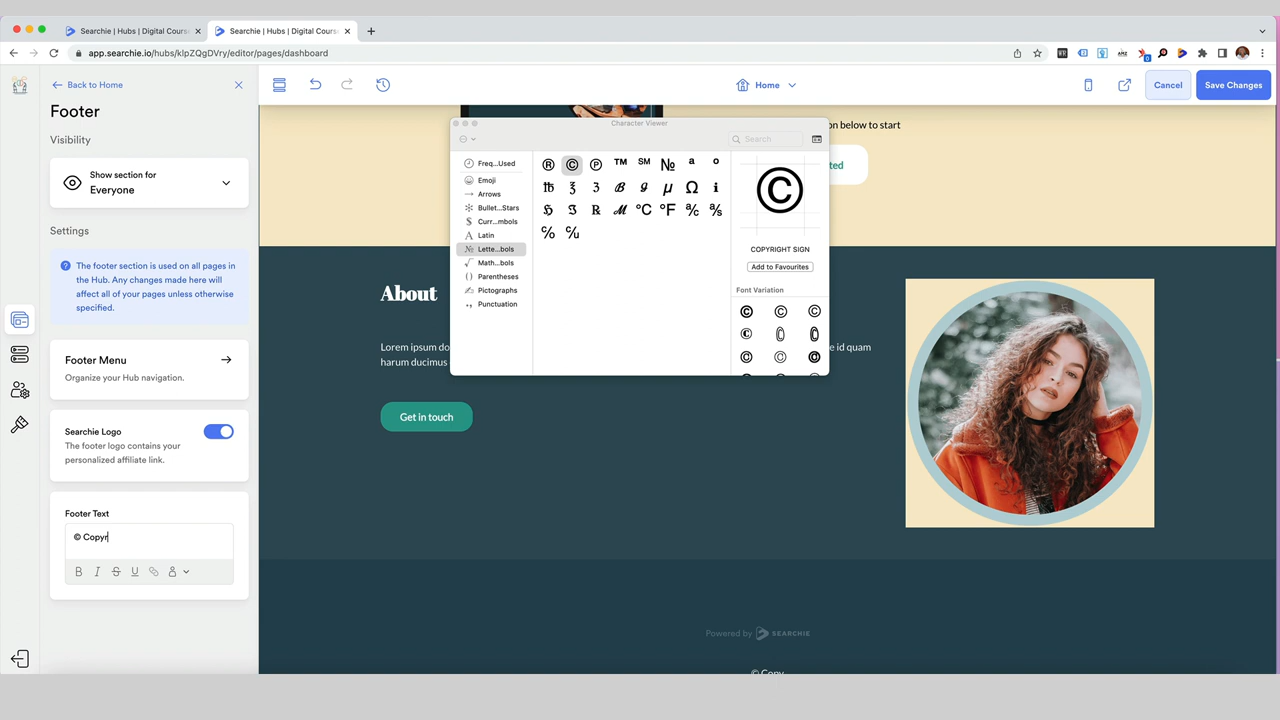 Searchie | Hubs | Digital Cours
Searchie | Hubs | Digital Cours
app.searchie.io/hubs/klpZQgDVry/editor/pages/dashboard
Back to Home
Footer
Visibility
Show section for
Everyone
Settings
The footer section is used on all pages in
the Hub. Any changes made here will
affect all of your pages unless otherwise
specified.
Footer Menu
Organize your Hub navigation.
Searchie Logo
The footer logo contains your
personalized affiliate link.
Footer Text
© Copyr
B I S U
Home
Cancel
Save Changes
on below to start
ted
Character Viewer
Search
Freq...Used
Emoji
Arrows
Bullet...Stars
Curr...mbols
Latin
Lette...bols
Math...bols
Parentheses
Pictographs
Punctuation
® © ℗ ™ ℠ № ª º
℔ ℥ ℨ ℬ ℊ µ Ω ℹ
ℌ ℑ ℞ ℳ ℃ ℉ ℀ ℁
℅ ℆
©
COPYRIGHT SIGN
Add to Favourites
Font Variation
© © ©
© © ©
© © ©
About
Lorem ipsum do
harum ducimus
e id quam
Get in touch
Powered by SEARCHIE
© Copy